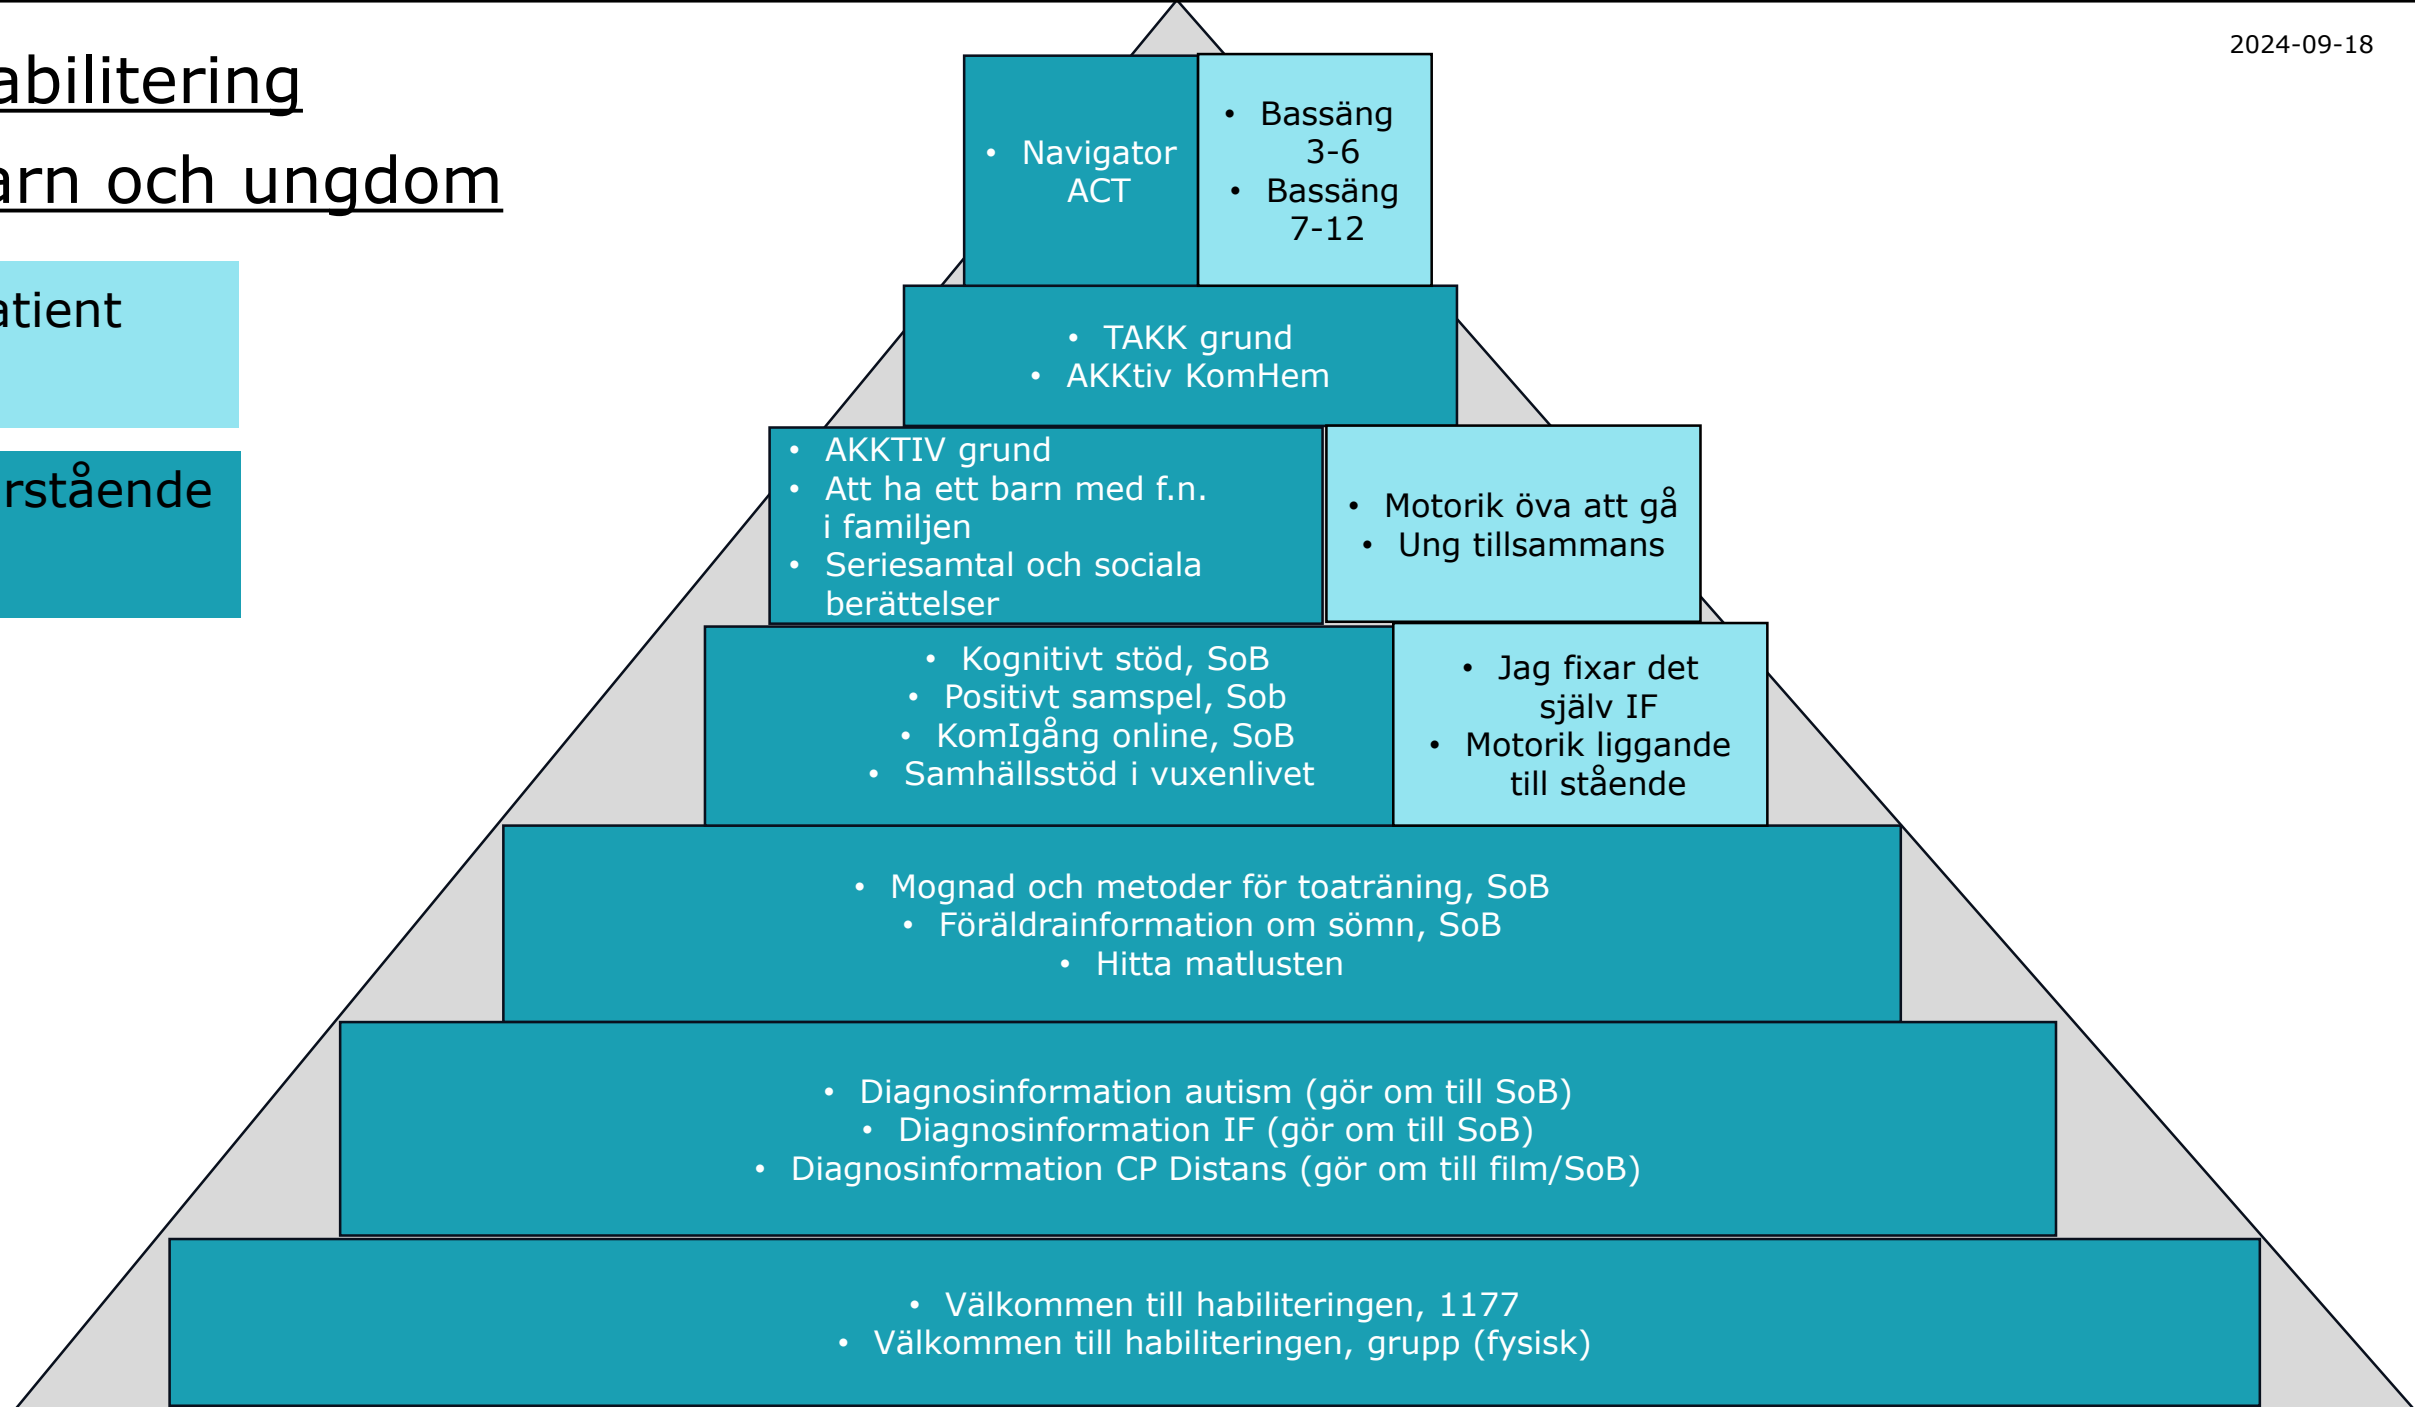 abilitering
arn och ungdom
2024-09-18
atient
rstående
• Navigator
ACT
• Bassäng
3-6
• Bassäng
7-12
• TAKK grund
• AKKtiv KomHem
• AKKTIV grund
• Att ha ett barn med f.n.
i familjen
• Seriesamtal och sociala
berättelser
• Motorik öva att gå
• Ung tillsammans
• Kognitivt stöd, SoB
• Positivt samspel, Sob
• KomIgång online, SoB
• Samhällsstöd i vuxenlivet
• Jag fixar det
själv IF
• Motorik liggande
till stående
• Mognad och metoder för toaträning, SoB
• Föräldrainformation om sömn, SoB
• Hitta matlusten
• Diagnosinformation autism (gör om till SoB)
• Diagnosinformation IF (gör om till SoB)
• Diagnosinformation CP Distans (gör om till film/SoB)
• Välkommen till habiliteringen, 1177
• Välkommen till habiliteringen, grupp (fysisk)